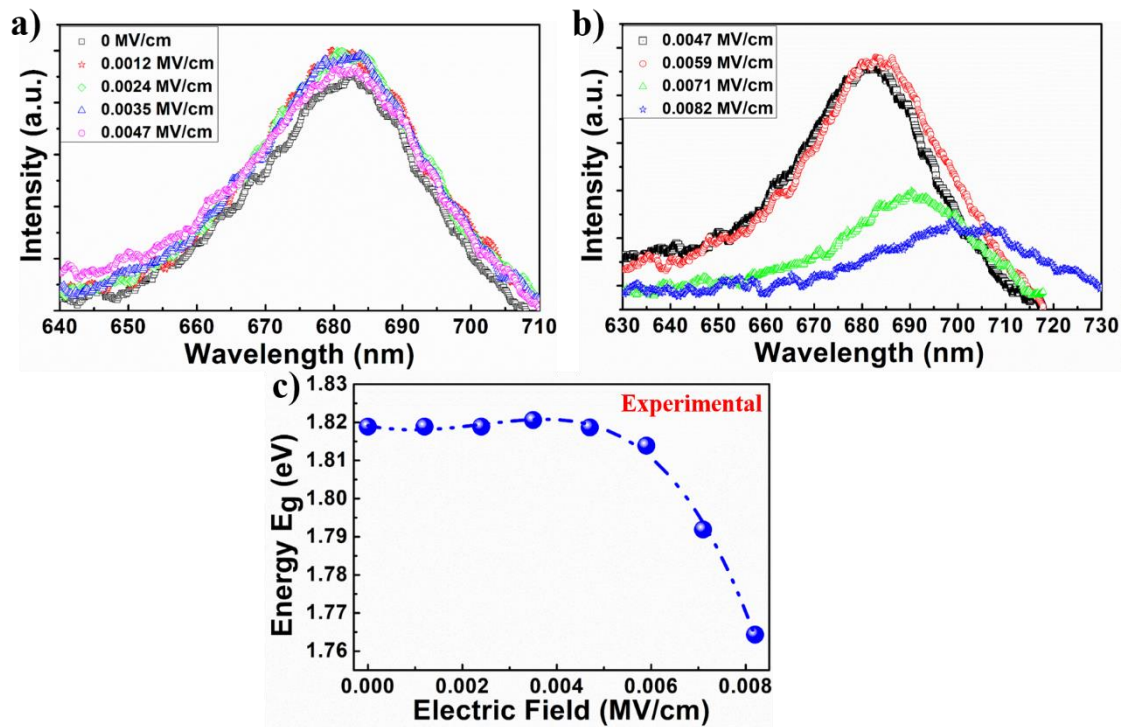 a)
Intensity (a.u.)
0 MV/cm
0.0012 MV/cm
0.0024 MV/cm
0.0035 MV/cm
0.0047 MV/cm
640 650 660 670 680 690 700 710
Wavelength (nm)
b)
Intensity (a.u.)
0.0047 MV/cm
0.0059 MV/cm
0.0071 MV/cm
0.0082 MV/cm
630 640 650 660 670 680 690 700 710 720 730
Wavelength (nm)
c)
Experimental
Energy Eg (eV)
1.83
1.82
1.81
1.80
1.79
1.78
1.77
1.76
0.000 0.002 0.004 0.006 0.008
Electric Field (MV/cm)